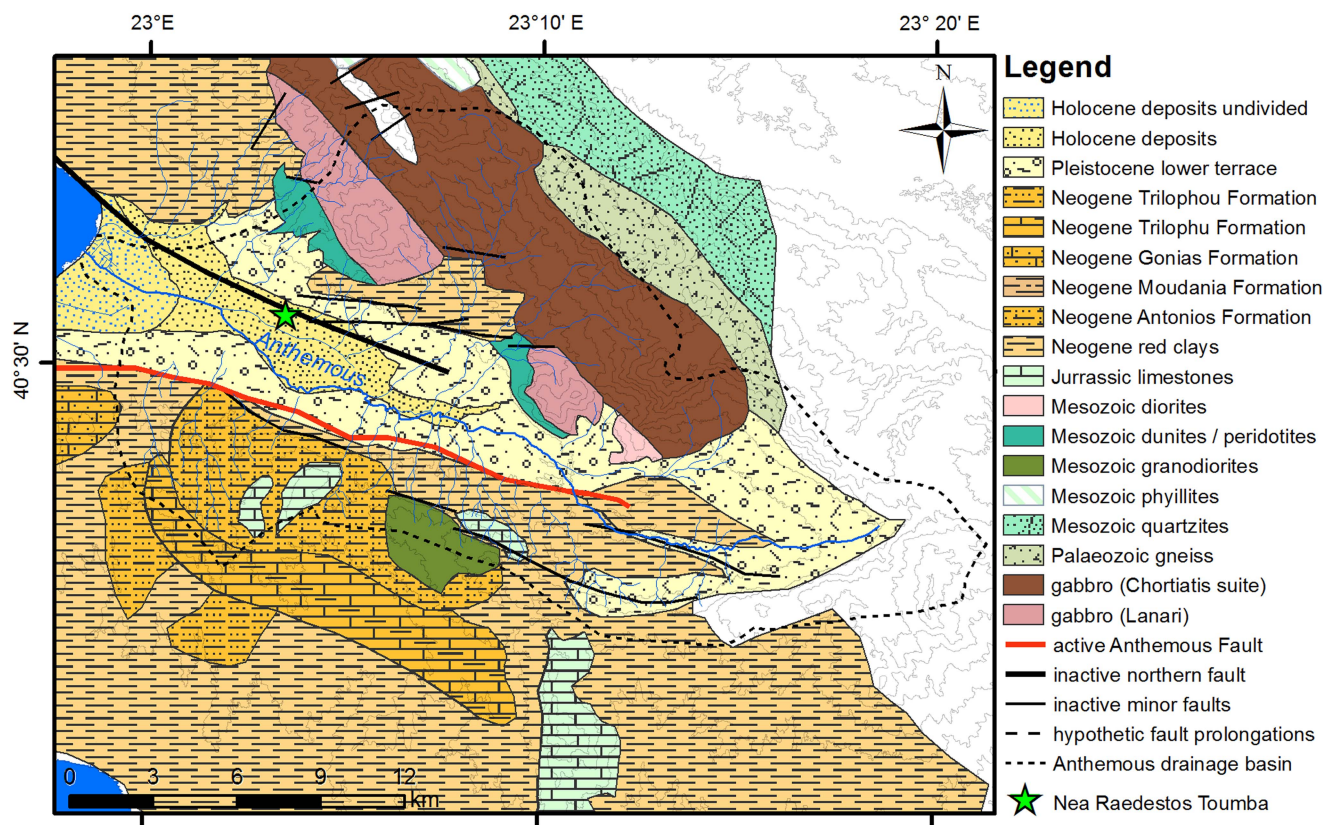 23°E
23°10' E
23° 20' E
40°30' N
N
Anthemous
0 3 6 9 12
km
Legend
Holocene deposits undivided
Holocene deposits
Pleistocene lower terrace
Neogene Trilophou Formation
Neogene Trilophu Formation
Neogene Gonias Formation
Neogene Moudania Formation
Neogene Antonios Formation
Neogene red clays
Jurrassic limestones
Mesozoic diorites
Mesozoic dunites / peridotites
Mesozoic granodiorites
Mesozoic phyillites
Mesozoic quartzites
Palaeozoic gneiss
gabbro (Chortiatis suite)
gabbro (Lanari)
active Anthemous Fault
inactive northern fault
inactive minor faults
hypothetic fault prolongations
Anthemous drainage basin
Nea Raedestos Toumba